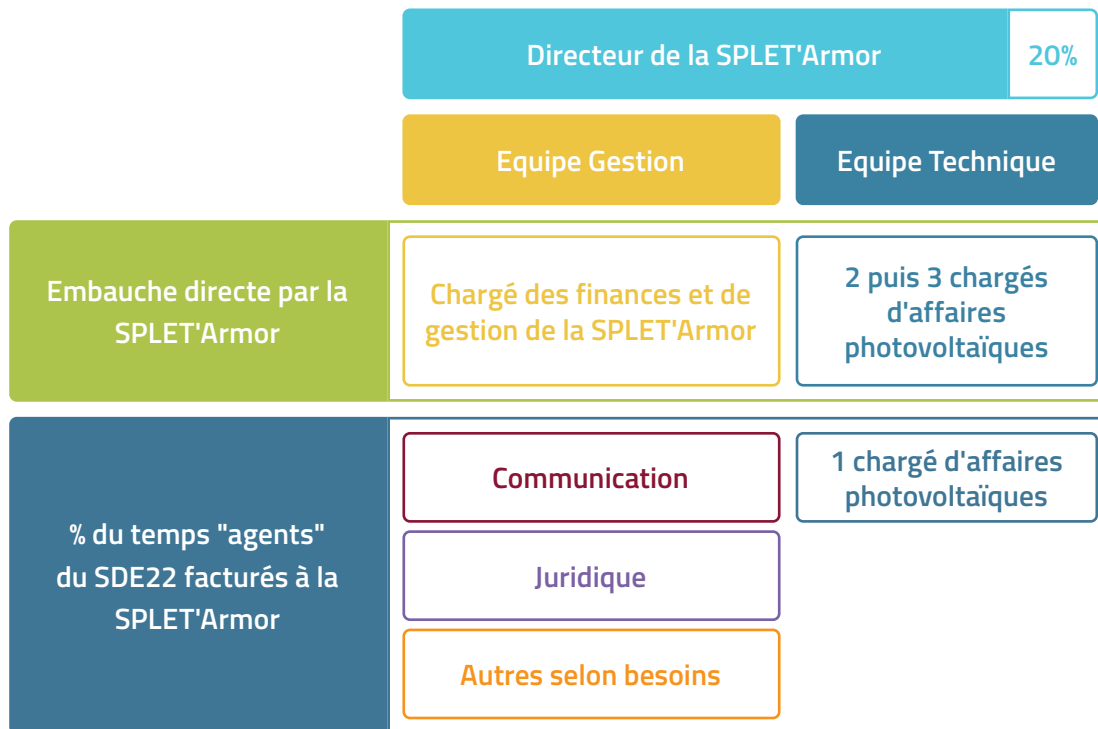 Directeur de la SPLET'Armor
20%
Equipe Gestion
Equipe Technique
Embauche directe par la
SPLET'Armor
Chargé des finances et de
gestion de la SPLET'Armor
2 puis 3 chargés
d'affaires
photovoltaïques
% du temps "agents"
du SDE22 facturés à la
SPLET'Armor
Communication
1 chargé d'affaires
photovoltaïques
Juridique
Autres selon besoins